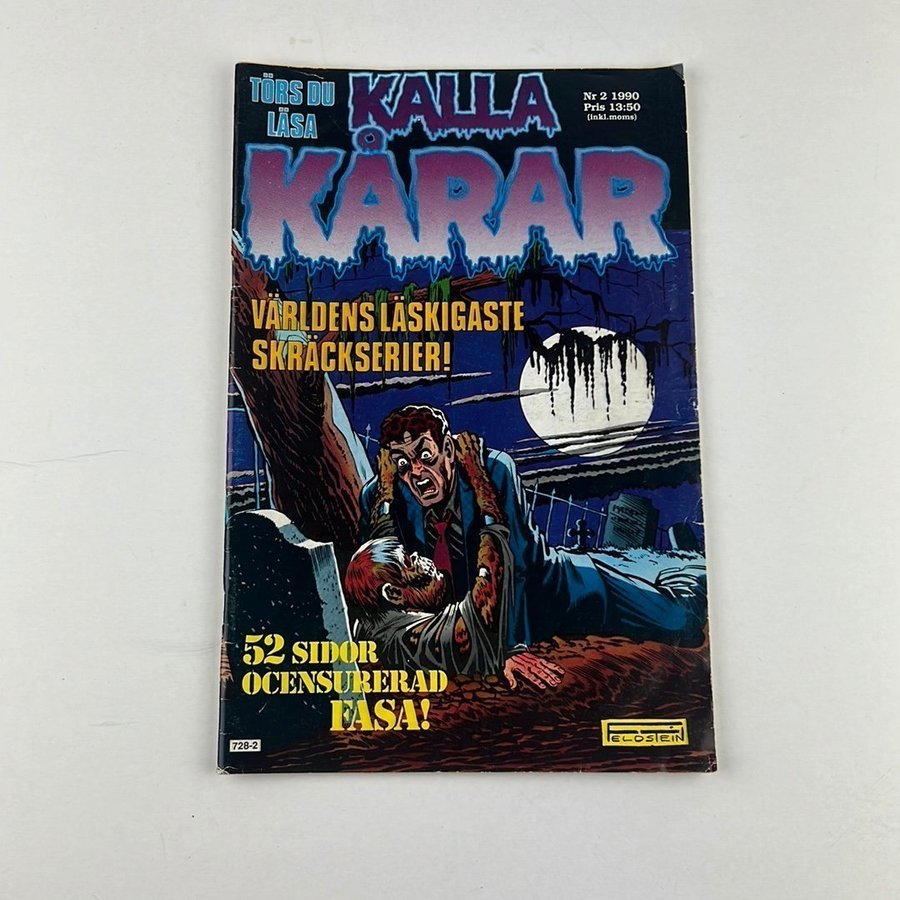 TÖRS DU
LÄSA
KALLA
KÅRAR
Nr 2 1990
Pris 13:50
(inkl.moms)
VÄRLDENS LÄSKIGASTE
SKRÄCKSERIER!
52 SIDOR
OCENSURERAD
FASA!
728-2
FELDSTEIN